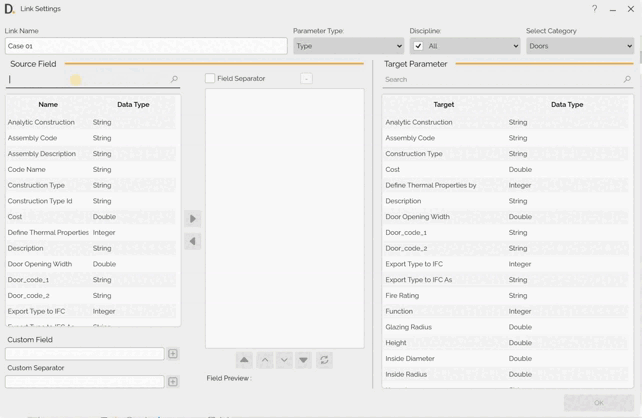 D. Link Settings ?
Link Name Parameter Type: Discipline: Select Category
Case 01 Type All Doors
Source Field Field Separator - Target Parameter
Search
Name Data Type
Analytic Construction String
Assembly Code String
Assembly Description String
Code Name String
Construction Type String
Construction Type Id String
Cost Double
Define Thermal Properties Integer
Description String
Door Opening Width Double
Door_code_1 String
Door_code_2 String
Export Type to IFC Integer
Export Type to IFC As String
Custom Field
Custom Separator
Field Preview :
Target Data Type
Analytic Construction String
Assembly Code String
Construction Type String
Cost Double
Define Thermal Properties by Integer
Description String
Door Opening Width Double
Door_code_1 String
Door_code_2 String
Export Type to IFC Integer
Export Type to IFC As String
Fire Rating String
Function Integer
Glazing Radius Double
Height Double
Inside Diameter Double
Inside Radius Double
OK